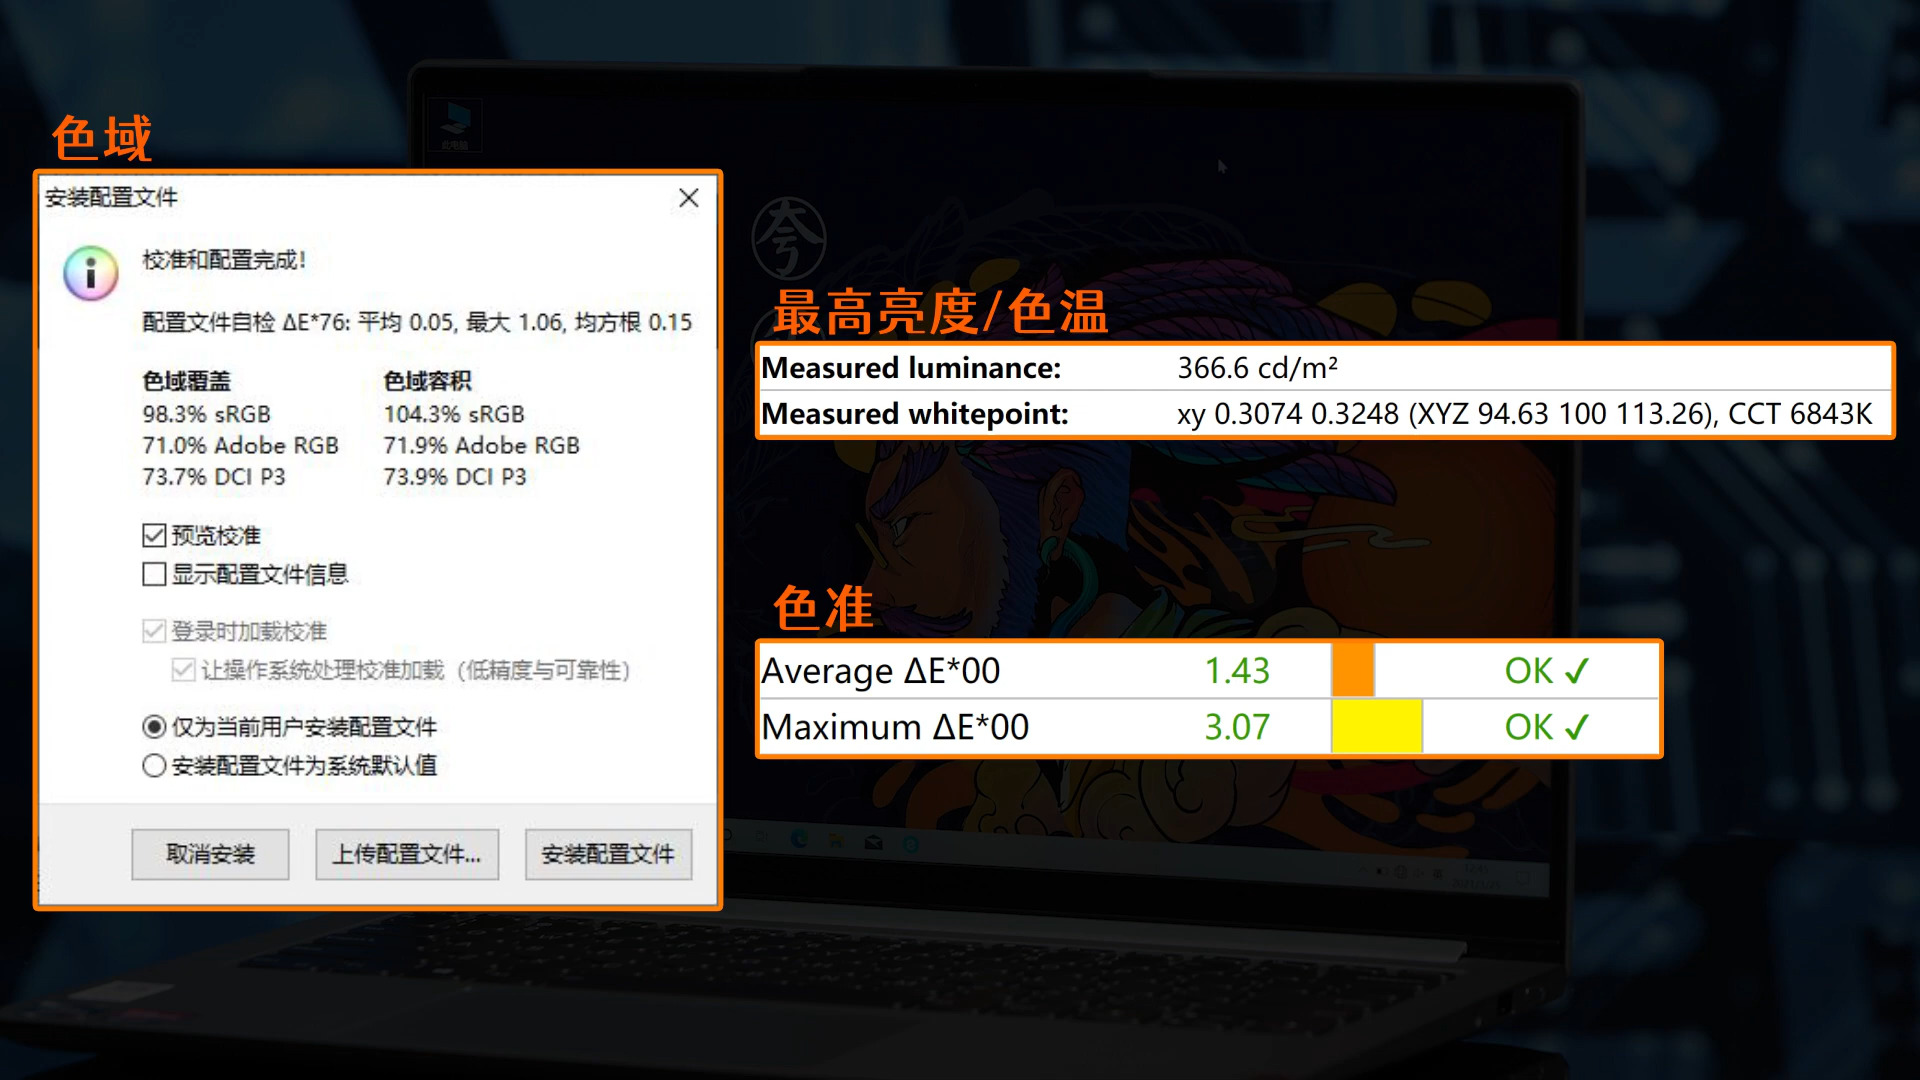 色域
安装配置文件
校准和配置完成!
配置文件自检 ΔE*76: 平均 0.05, 最大 1.06, 均方根 0.15
色域覆盖 色域容积
98.3% sRGB 104.3% sRGB
71.0% Adobe RGB 71.9% Adobe RGB
73.7% DCI P3 73.9% DCI P3
预览校准
显示配置文件信息
登录时加载校准
让操作系统处理校准加载（低精度与可靠性）
仅为当前用户安装配置文件
安装配置文件为系统默认值
取消安装 上传配置文件... 安装配置文件
此电脑
夸
最高亮度/色温
Measured luminance: 366.6 cd/m²
Measured whitepoint: xy 0.3074 0.3248 (XYZ 94.63 100 113.26), CCT 6843K
色准
Average ΔE*00 1.43 OK ✓
Maximum ΔE*00 3.07 OK ✓